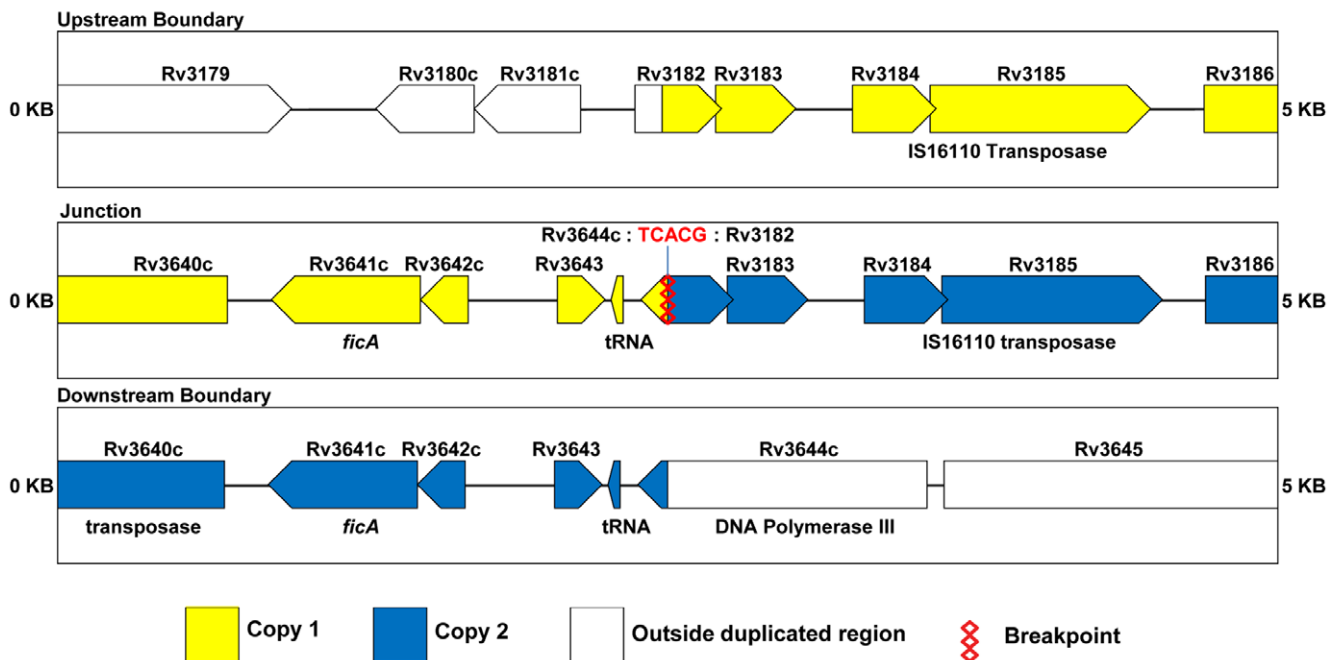 Upstream Boundary
Rv3179 Rv3180c Rv3181c Rv3182 Rv3183 Rv3184 Rv3185 Rv3186
0 KB 5 KB
IS16110 Transposase
Junction
Rv3644c : TCACG : Rv3182
Rv3640c Rv3641c Rv3642c Rv3643 Rv3183 Rv3184 Rv3185 Rv3186
0 KB 5 KB
ficA tRNA IS16110 transposase
Downstream Boundary
Rv3640c Rv3641c Rv3642c Rv3643 Rv3644c Rv3645
0 KB 5 KB
transposase ficA tRNA DNA Polymerase III
Copy 1 Copy 2 Outside duplicated region Breakpoint